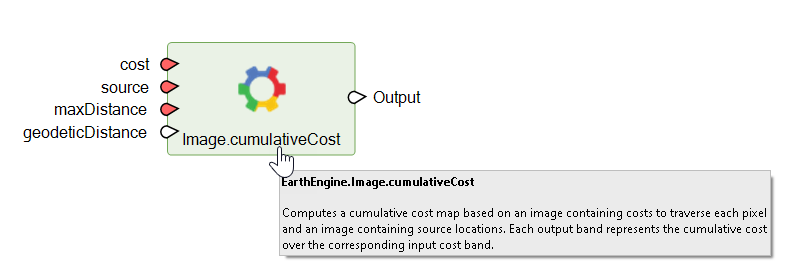 cost
source
maxDistance
geodeticDistance
Output
Image.cumulativeCost
EarthEngine.Image.cumulativeCost
Computes a cumulative cost map based on an image containing costs to traverse each pixel
and an image containing source locations. Each output band represents the cumulative cost
over the corresponding input cost band.